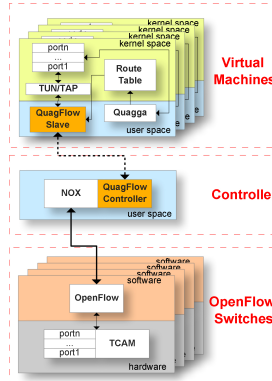 kernel space
kernel space
kernel space
kernel space
portn
...
port1
Route
Table
TUN/TAP
QuagFlow
Slave
Quagga
user space
Virtual
Machines
NOX
QuagFlow
Controller
user space
Controlle
software
software
software
software
OpenFlow
portn
...
port1
TCAM
hardware
OpenFlow
Switches